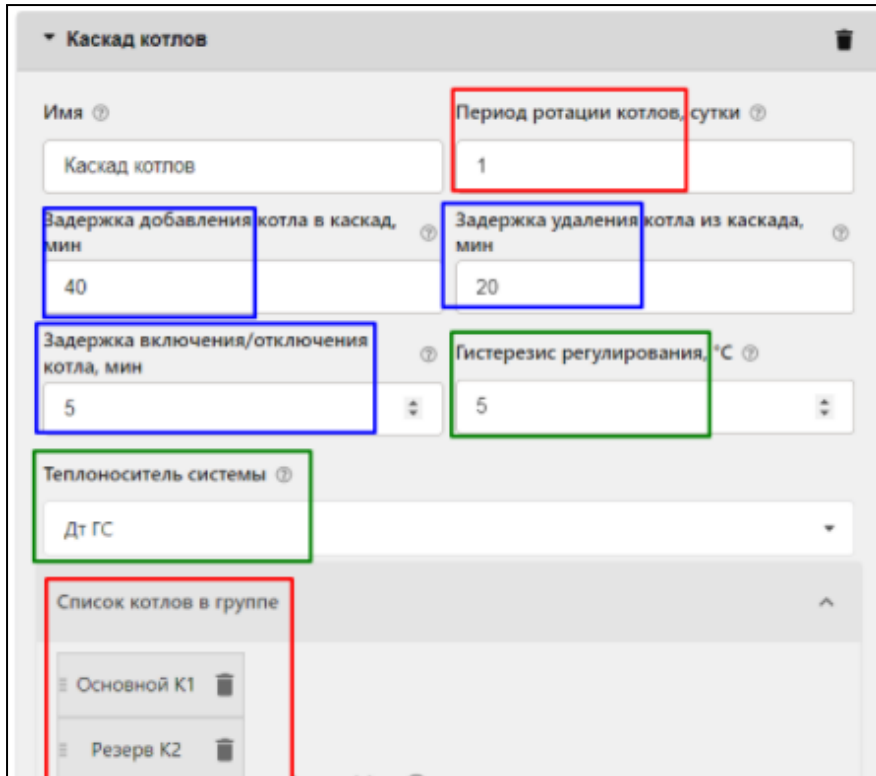 Каскад котлов
Имя
Период ротации котлов, сутки
Каскад котлов
1
Задержка добавления котла в каскад,
мин
Задержка удаления котла из каскада,
мин
40
20
Задержка включения/отключения
котла, мин
Гистерезис регулирования, °С
5
5
Теплоноситель системы
Дт ГС
Список котлов в группе
Основной К1
Резерв К2